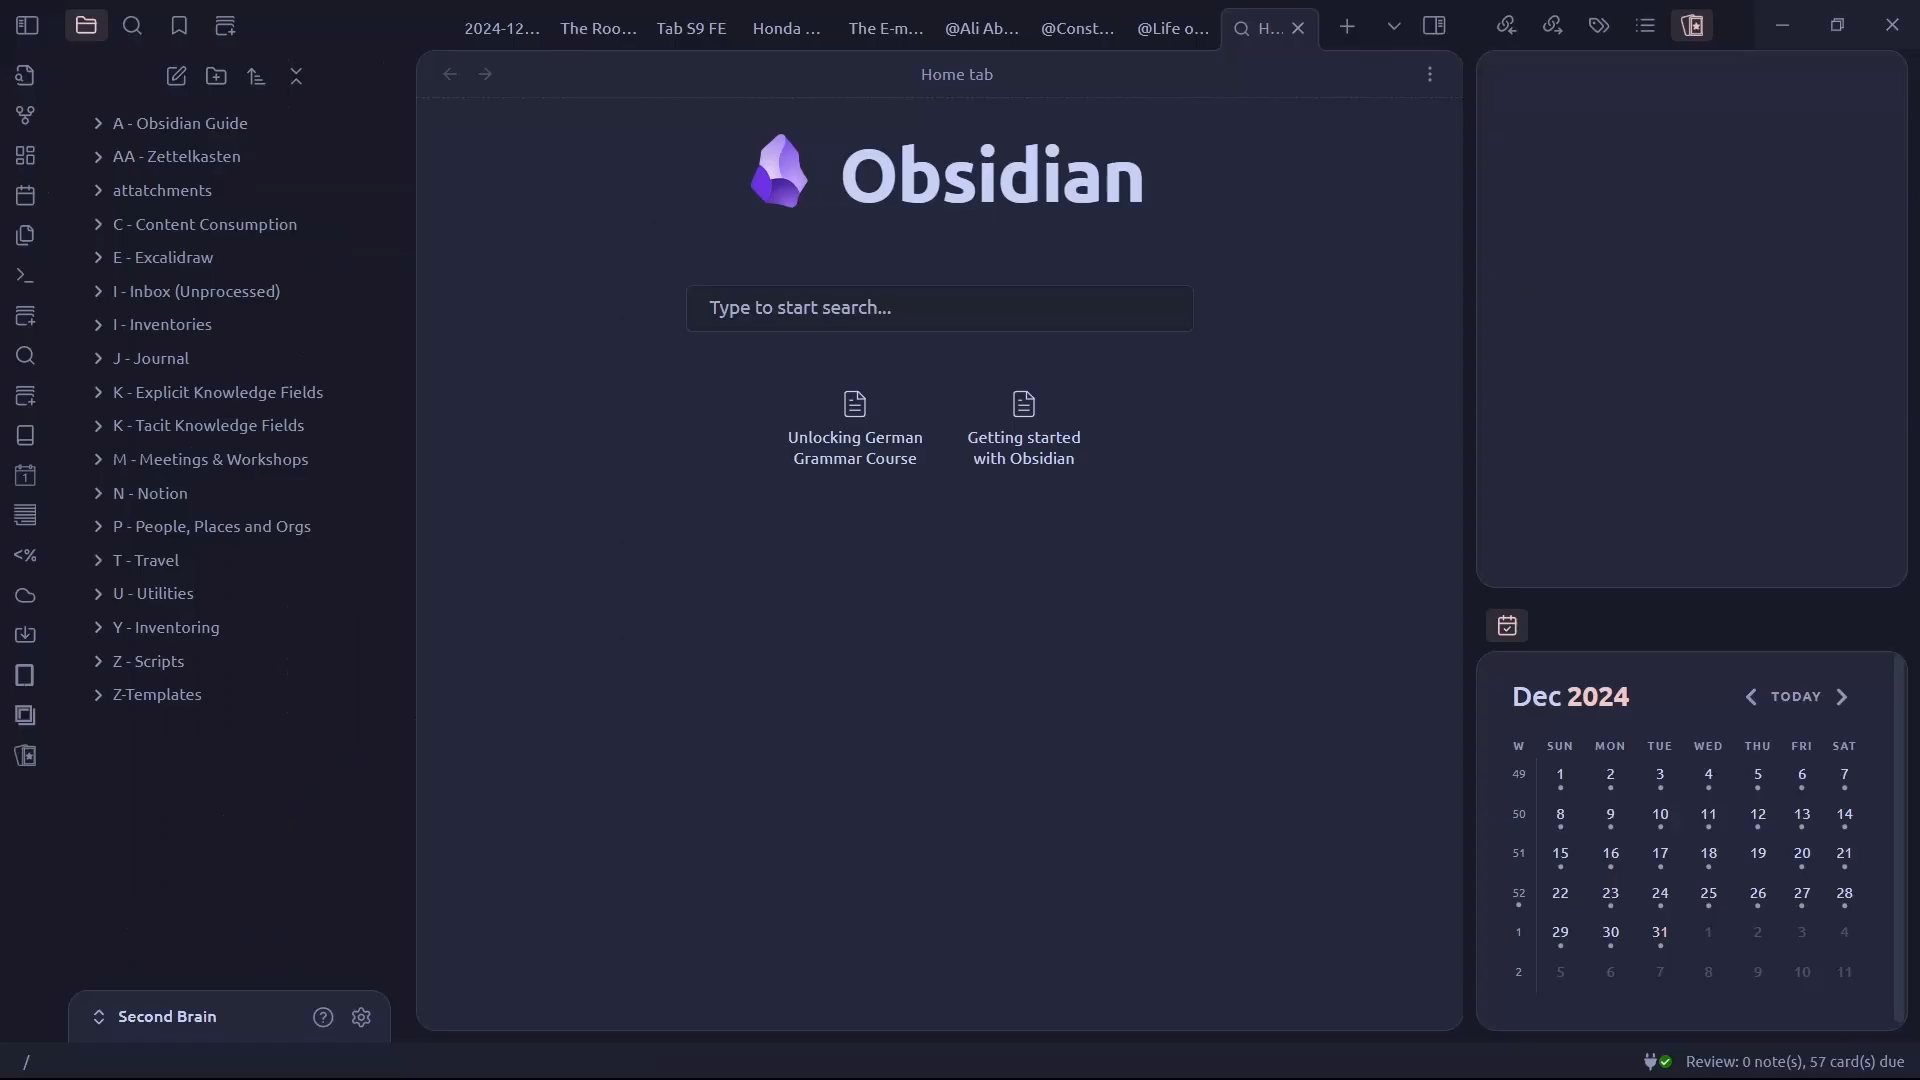 2024-12...
The Roo...
Tab S9 FE
Honda ...
The E-m...
@Ali Ab...
@Const...
@Life o...
H...
Home tab
A - Obsidian Guide
AA - Zettelkasten
attatchments
C - Content Consumption
E - Excalidraw
I - Inbox (Unprocessed)
I - Inventories
J - Journal
K - Explicit Knowledge Fields
K - Tacit Knowledge Fields
M - Meetings & Workshops
N - Notion
P - People, Places and Orgs
T - Travel
U - Utilities
Y - Inventoring
Z - Scripts
Z-Templates
Second Brain
/
Obsidian
Type to start search...
Unlocking German
Grammar Course
Getting started
with Obsidian
Dec 2024
TODAY
W SUN MON TUE WED THU FRI SAT
49 1 2 3 4 5 6 7
50 8 9 10 11 12 13 14
51 15 16 17 18 19 20 21
52 22 23 24 25 26 27 28
1 29 30 31 1 2 3 4
2 5 6 7 8 9 10 11
Review: 0 note(s), 57 card(s) due